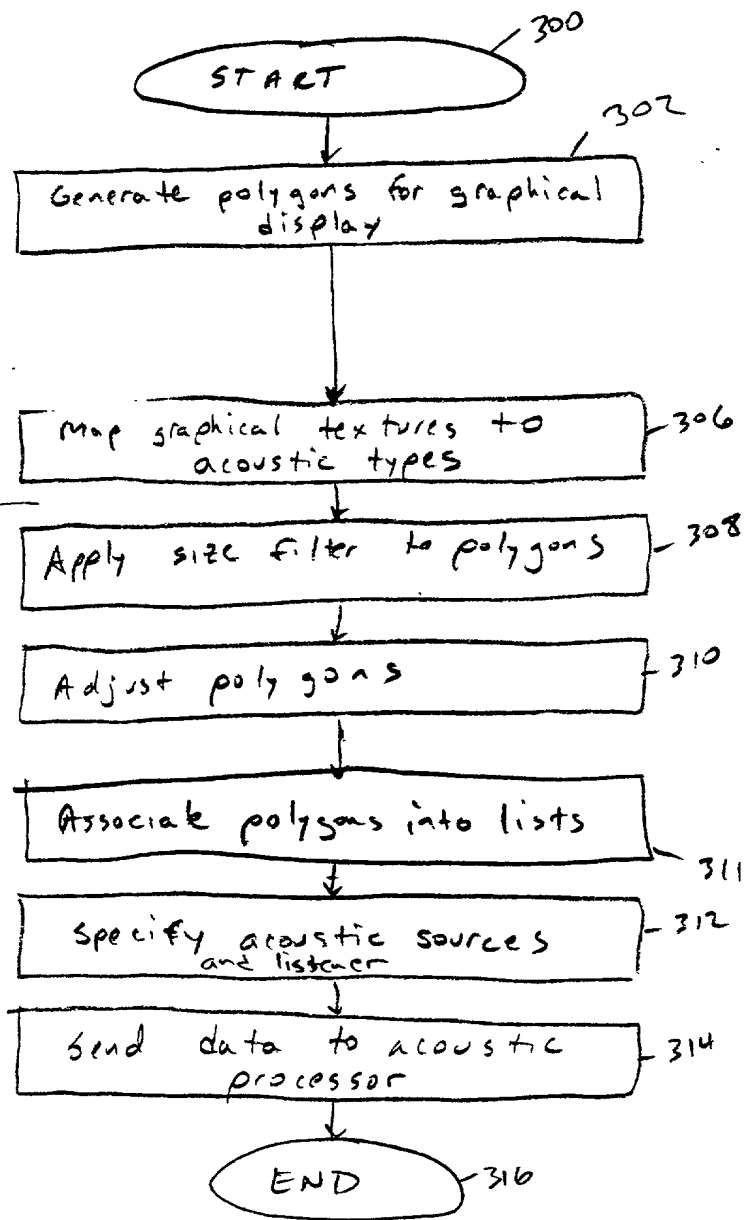 300
START
302
Generate polygons for graphical
display
Map graphical textures to
acoustic types
306
Apply size filter to polygons
308
Adjust polygons
310
Associate polygons into lists
311
Specify acoustic sources
and listener
312
Send data to acoustic
processor
314
END
316